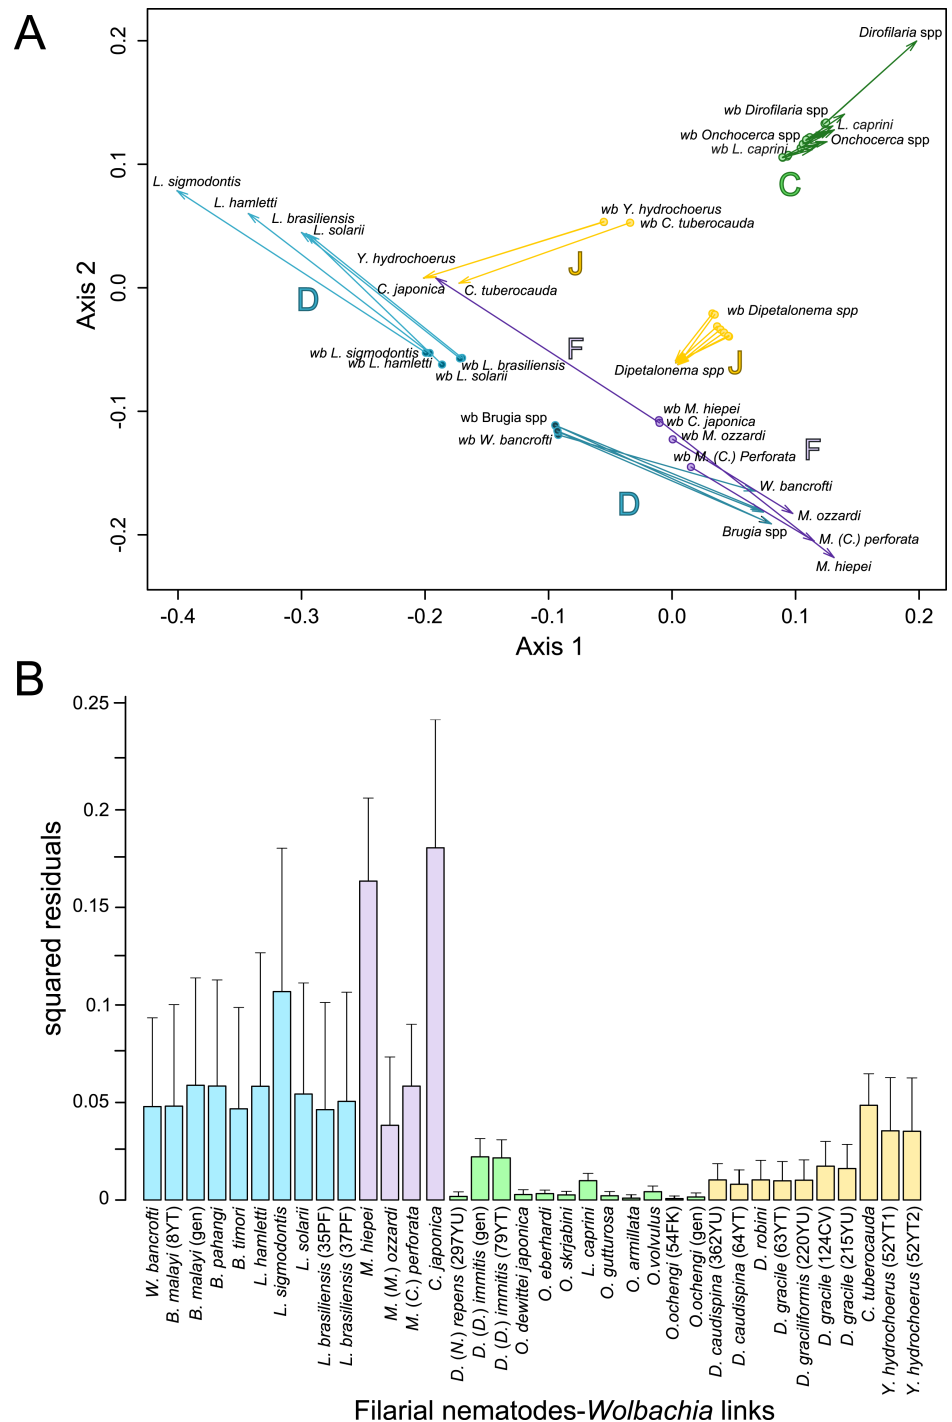 A
Axis 2
0.2
0.1
0.0
-0.1
-0.2
Dirofilaria spp
wb Dirofilaria spp
L. caprini
wb Onchocerca spp
Onchocerca spp
wb L. caprini
C
L. sigmodontis
L. hamletti
L. brasiliensis
L. solarii
wb Y. hydrochoerus
wb C. tuberocauda
Y. hydrochoerus
J
C. japonica
C. tuberocauda
D
wb Dipetalonema spp
F
wb L. sigmodontis
wb L. hamletti
wb L. brasiliensis
wb L. solarii
Dipetalonema spp
J
wb M. hiepei
wb Brugia spp
wb C. japonica
wb W. bancrofti
wb M. ozzardi
F
wb M. (C.) Perforata
W. bancrofti
D
M. ozzardi
Brugia spp
M. (C.) perforata
M. hiepei
-0.4
-0.3
-0.2
-0.1
0.0
0.1
0.2
Axis 1
B
squared residuals
0.25
0.2
0.15
0.1
0.05
0
W. bancrofti
B. malayi (8YT)
B. malayi (gen)
B. pahangi
B. timori
L. hamletti
L. sigmodontis
L. solarii
L. brasiliensis (35PF)
L. brasiliensis (37PF)
M. hiepei
M. (M.) ozzardi
M. (C.) perforata
C. japonica
D. (N.) repens (297YU)
D. (D.) immitis (gen)
D. (D.) immitis (79YT)
O. dewittei japonica
O. eberhardi
O. skrjabini
L. caprini
O. gutturosa
O. armillata
O.volvulus
O.ochengi (54FK)
O.ochengi (gen)
D. caudispina (362YU)
D. caudispina (64YT)
D. robini
D. gracile (63YT)
D. graciliformis (220YU)
D. gracile (124CV)
D. gracile (215YU)
C. tuberocauda
Y. hydrochoerus (52YT1)
Y. hydrochoerus (52YT2)
Filarial nematodes-Wolbachia links